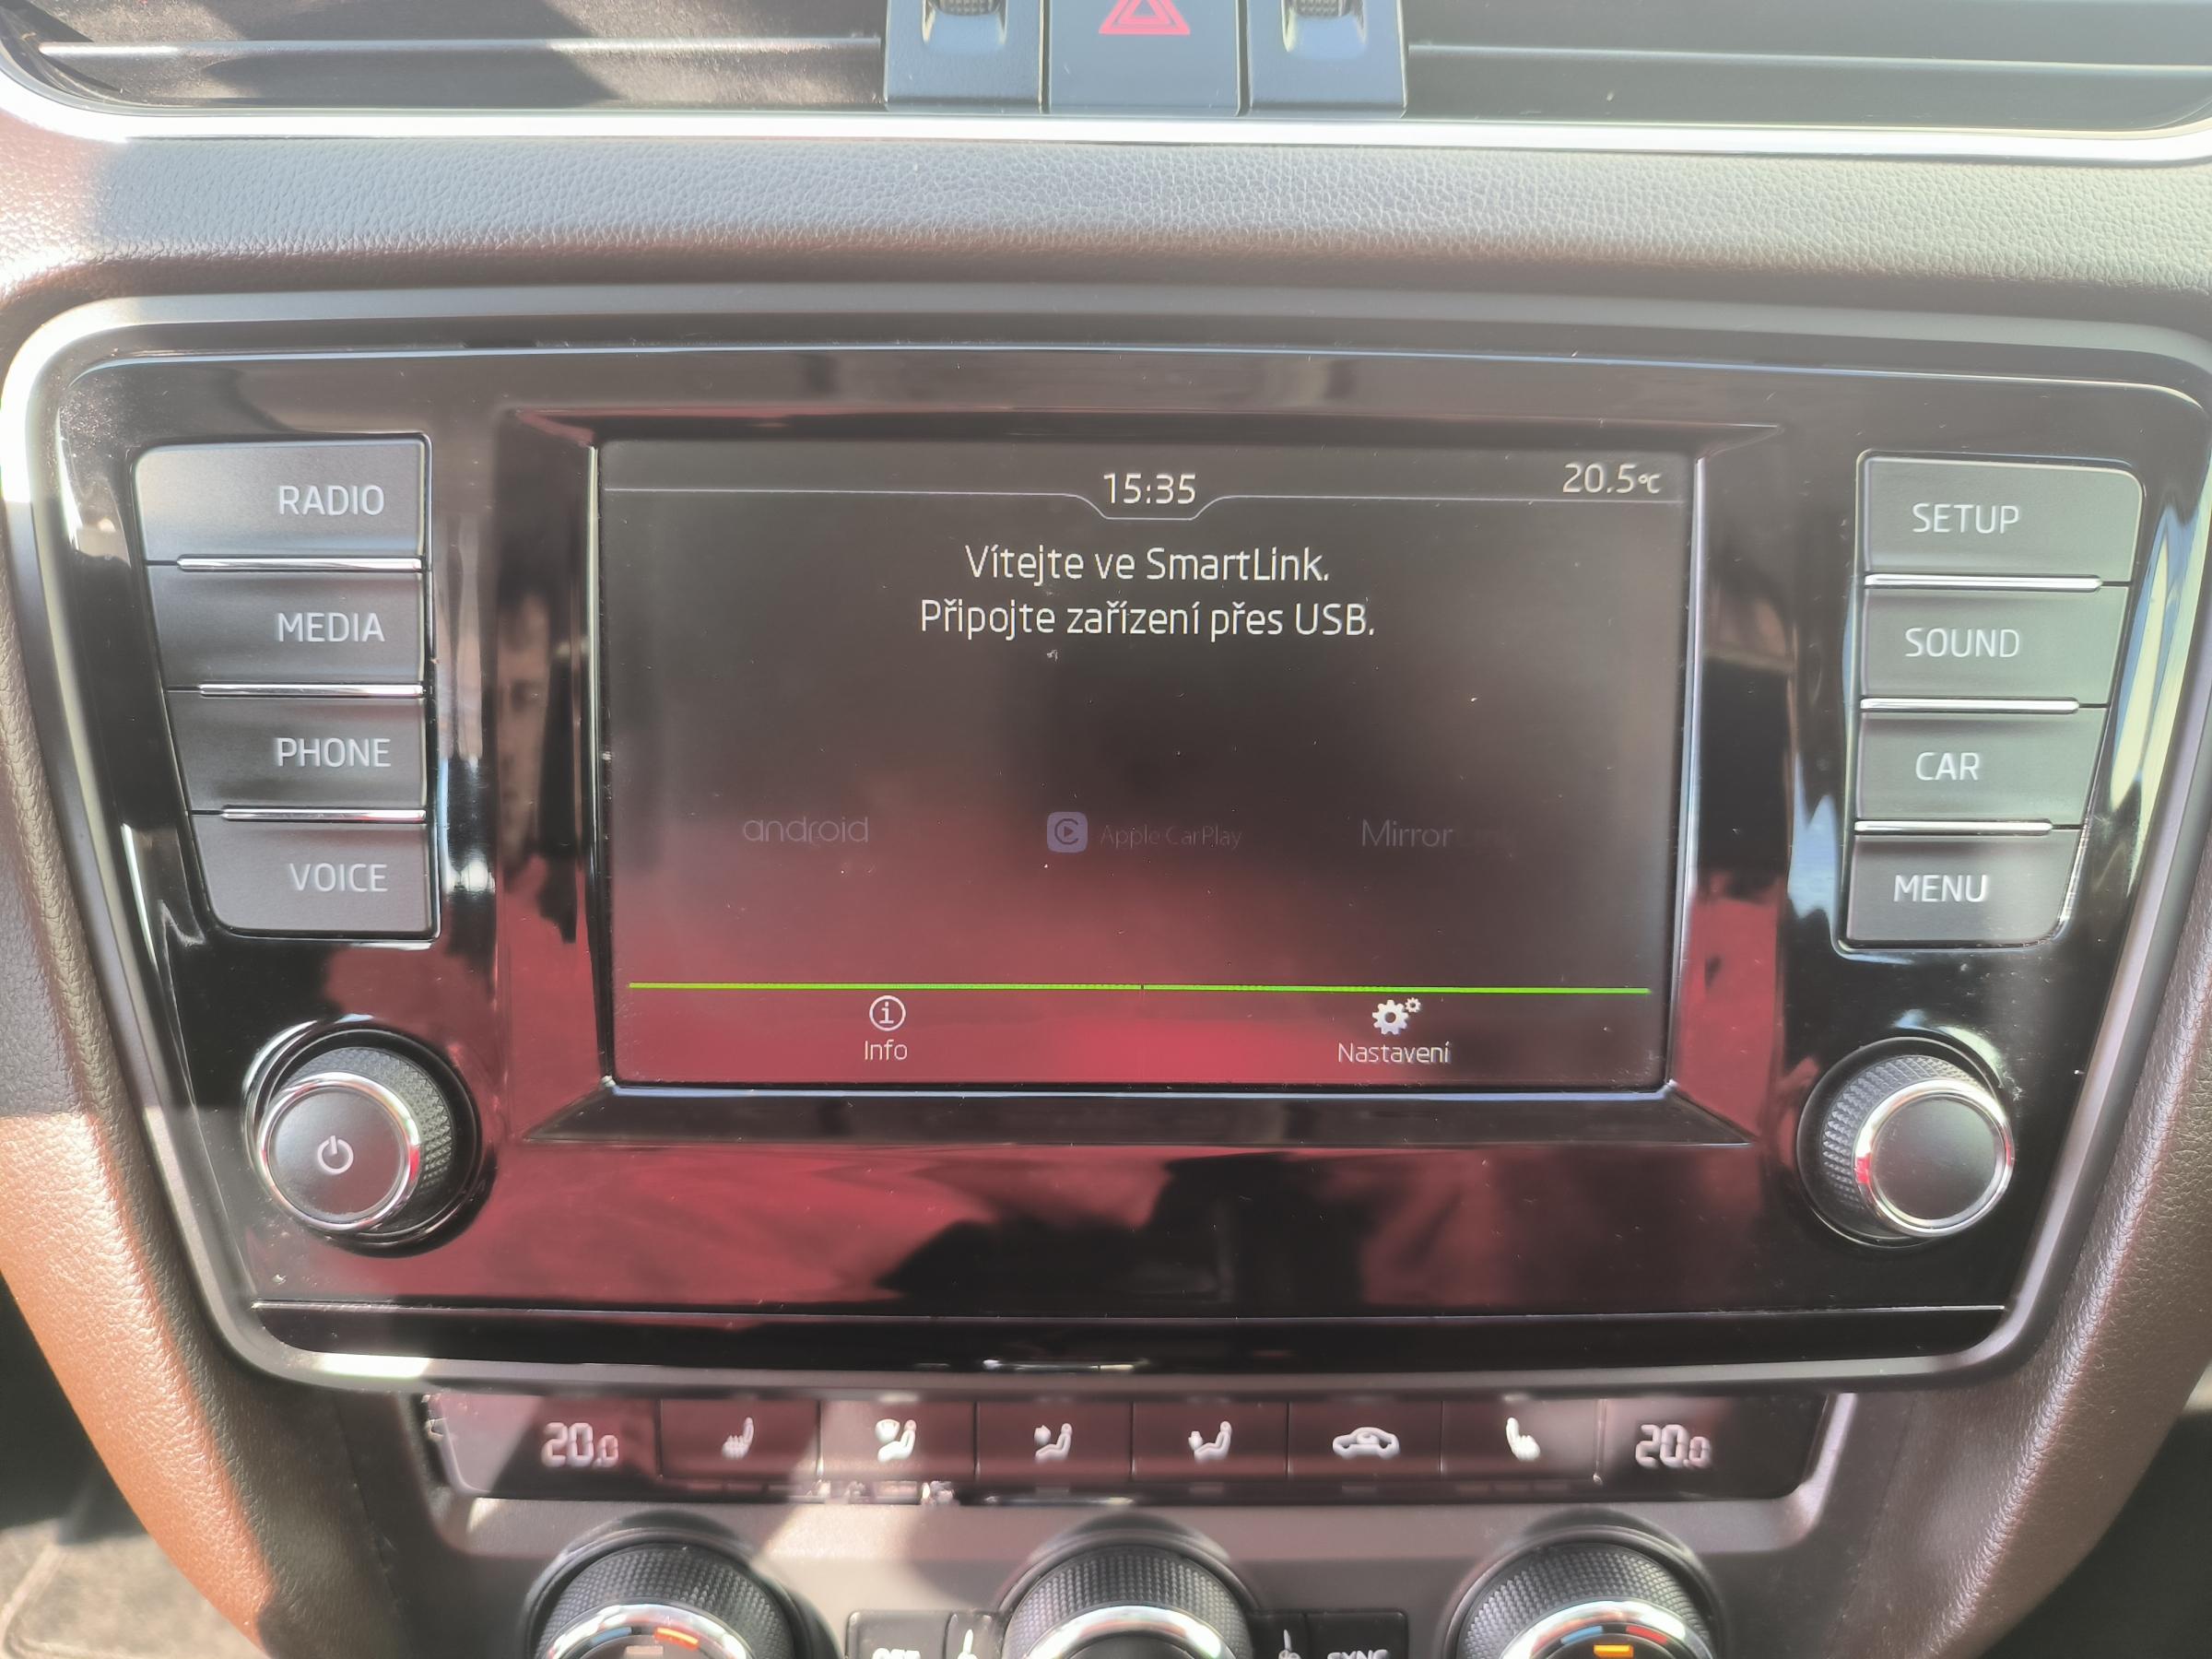 15:35
20.5°C
Vítejte ve SmartLink.
Připojte zařízení přes USB.
android
Apple CarPlay
Mirror
Info
Nastavení
RADIO
MEDIA
PHONE
VOICE
SETUP
SOUND
CAR
MENU
20.0
20.0